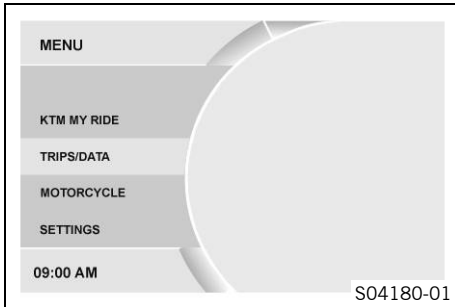 MENU
KTM MY RIDE
TRIPS/DATA
MOTORCYCLE
SETTINGS
09:00 AM
S04180-01